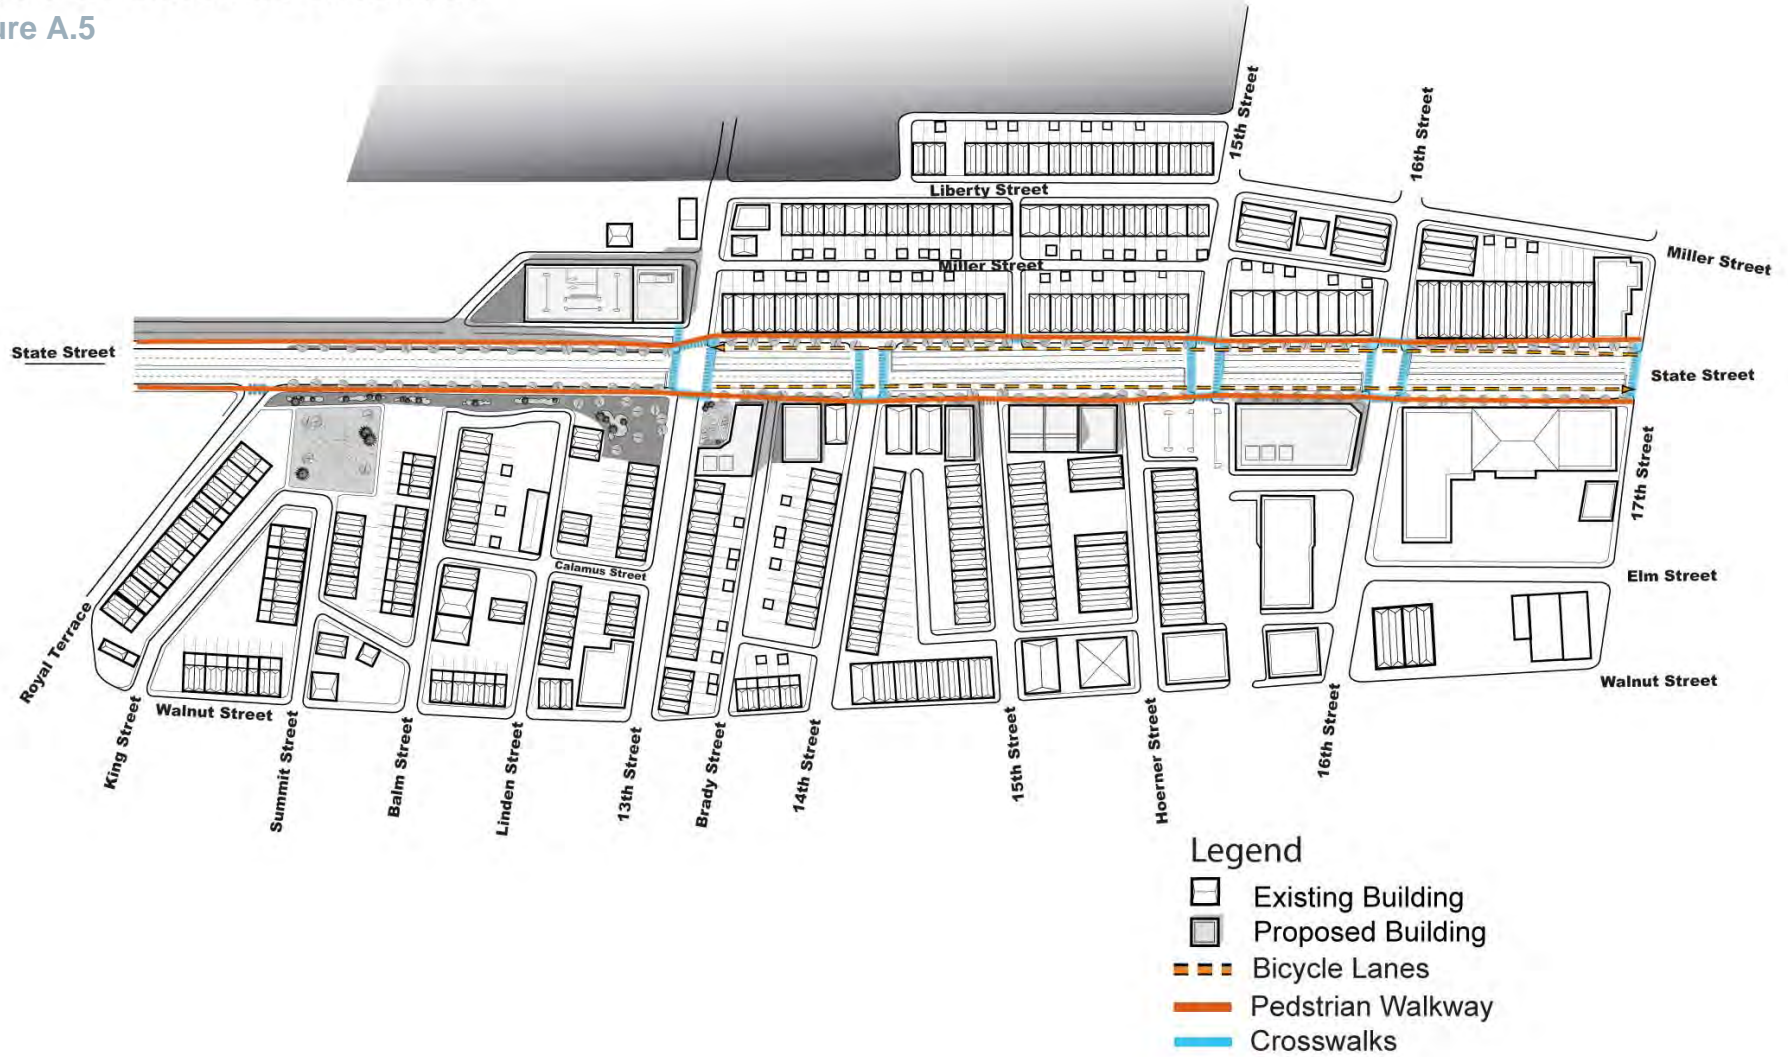 ure A.5
15th Street
16th Street
Liberty Street
Miller Street
Miller Street
State Street
State Street
17th Street
Calamus Street
Elm Street
Royal Terrace
Walnut Street
Walnut Street
King Street
Summit Street
Balm Street
Linden Street
13th Street
Brady Street
14th Street
15th Street
Hoerner Street
16th Street
Legend
Existing Building
Proposed Building
Bicycle Lanes
Pedstrian Walkway
Crosswalks